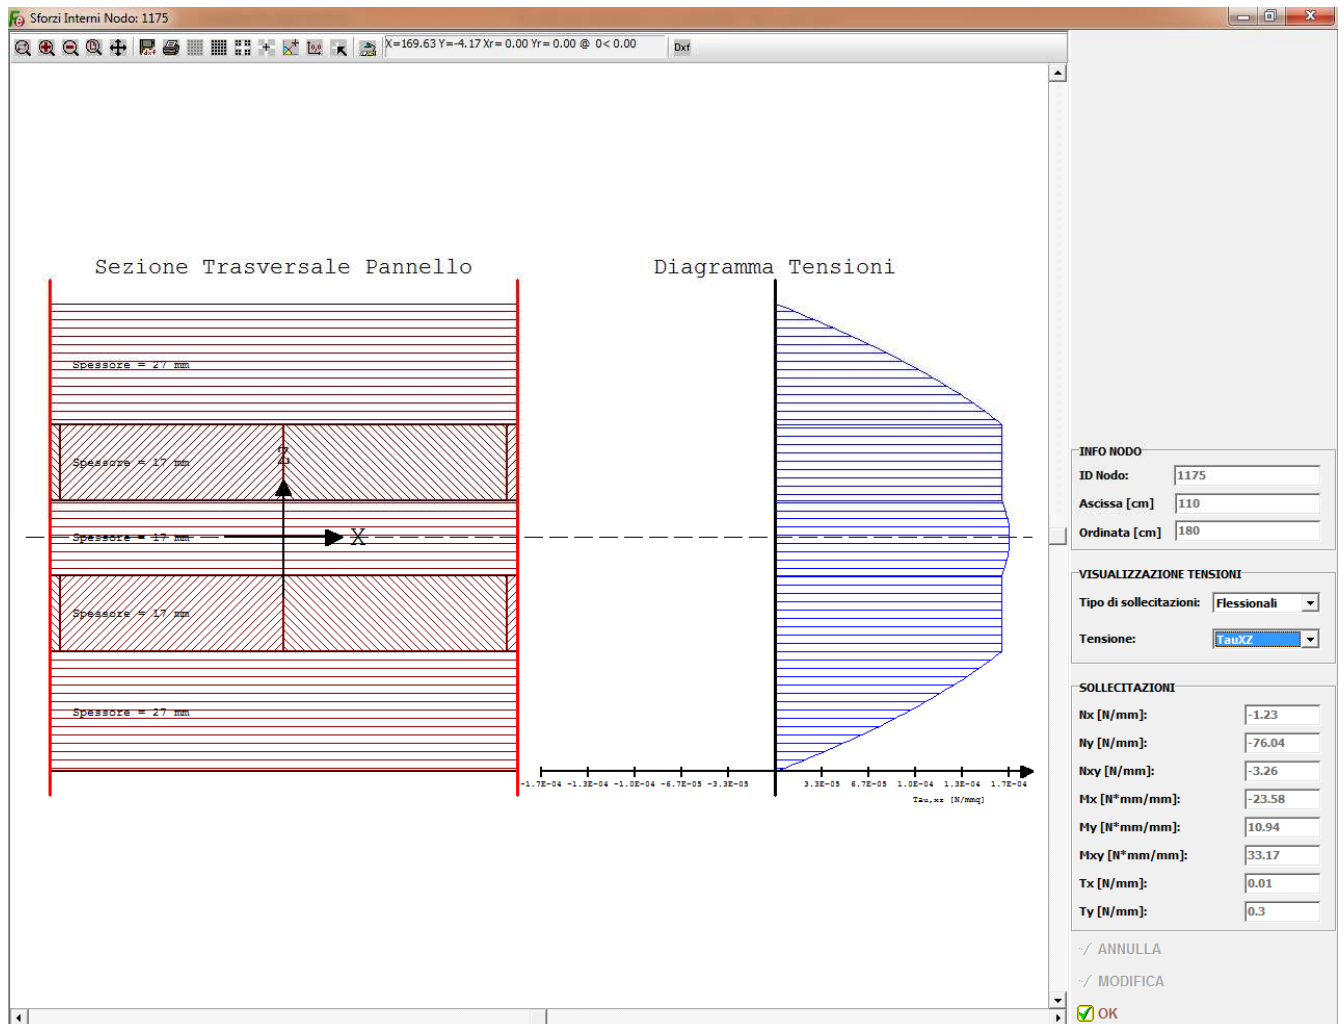 Sforzi Interni Nodo: 1175
X=169.63 Y=-4.17 Xr= 0.00 Yr= 0.00 @ 0< 0.00
Dxf
Sezione Trasversale Pannello
Diagramma Tensioni
Spessore = 27 mm
Spessore = 17 mm
Z
Spessore = 17 mm
X
Spessore = 17 mm
Spessore = 27 mm
-1.7E-04 -1.3E-04 -1.0E-04 -6.7E-05 -3.3E-05
3.3E-05 6.7E-05 1.0E-04 1.3E-04 1.7E-04
Tau,xz [N/mmq]
INFO NODO
ID Nodo: 1175
Ascissa [cm] 110
Ordinata [cm] 180
VISUALIZZAZIONE TENSIONI
Tipo di sollecitazioni: Flessionali
Tensione: TauXZ
SOLLECITAZIONI
Nx [N/mm]: -1.23
Ny [N/mm]: -76.04
Nxy [N/mm]: -3.26
Mx [N*mm/mm]: -23.58
My [N*mm/mm]: 10.94
Mxy [N*mm/mm]: 33.17
Tx [N/mm]: 0.01
Ty [N/mm]: 0.3
ANNULLA
MODIFICA
OK